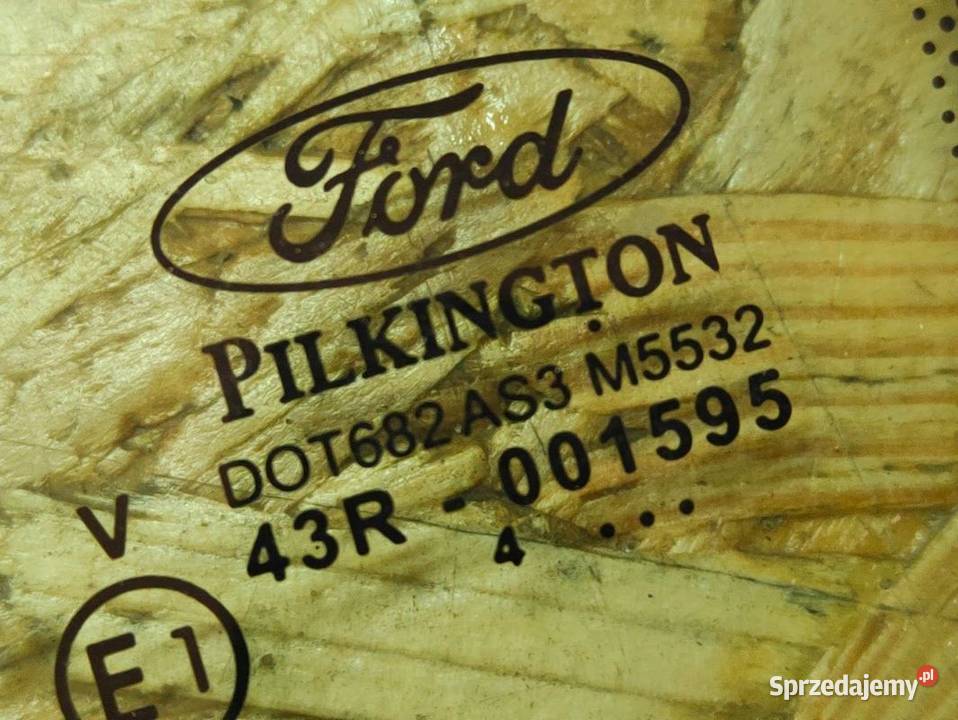 Ford
PILKINGTON
DOT682 AS3 M5532
43R - 001595
V
4 ...
E1
Sprzedajemy.pl